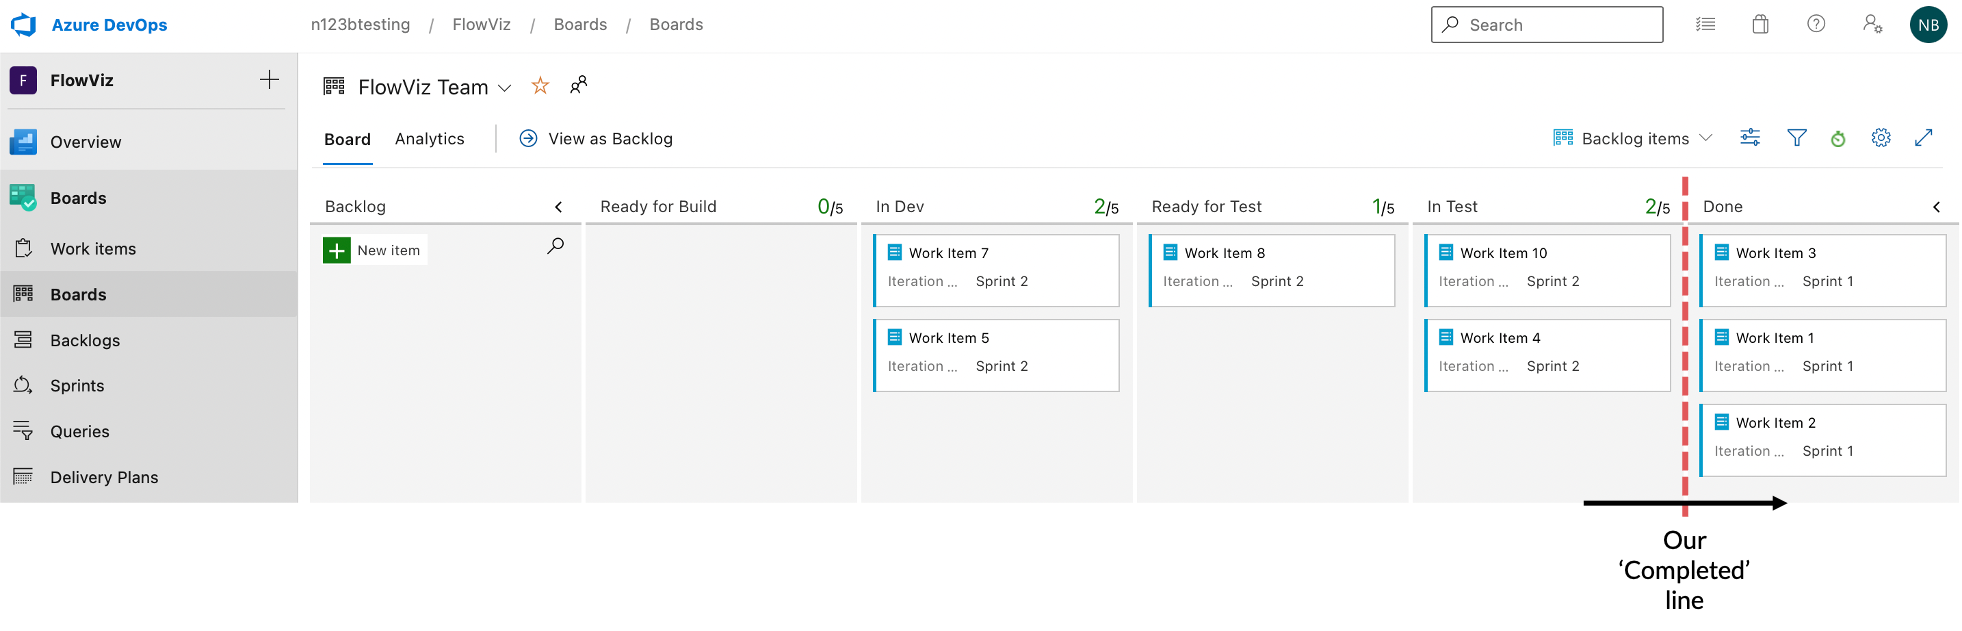 Azure DevOps
n123btesting / FlowViz / Boards / Boards
Search
NB
F FlowViz
Overview
Boards
Work items
Boards
Backlogs
Sprints
Queries
Delivery Plans
FlowViz Team
Board Analytics View as Backlog
Backlog items
Backlog
New item
Ready for Build 0/5
In Dev 2/5
Work Item 7
Iteration ... Sprint 2
Work Item 5
Iteration ... Sprint 2
Ready for Test 1/5
Work Item 8
Iteration ... Sprint 2
In Test 2/5
Work Item 10
Iteration ... Sprint 2
Work Item 4
Iteration ... Sprint 2
Done
Work Item 3
Iteration ... Sprint 1
Work Item 1
Iteration ... Sprint 1
Work Item 2
Iteration ... Sprint 1
Our
‘Completed’
line